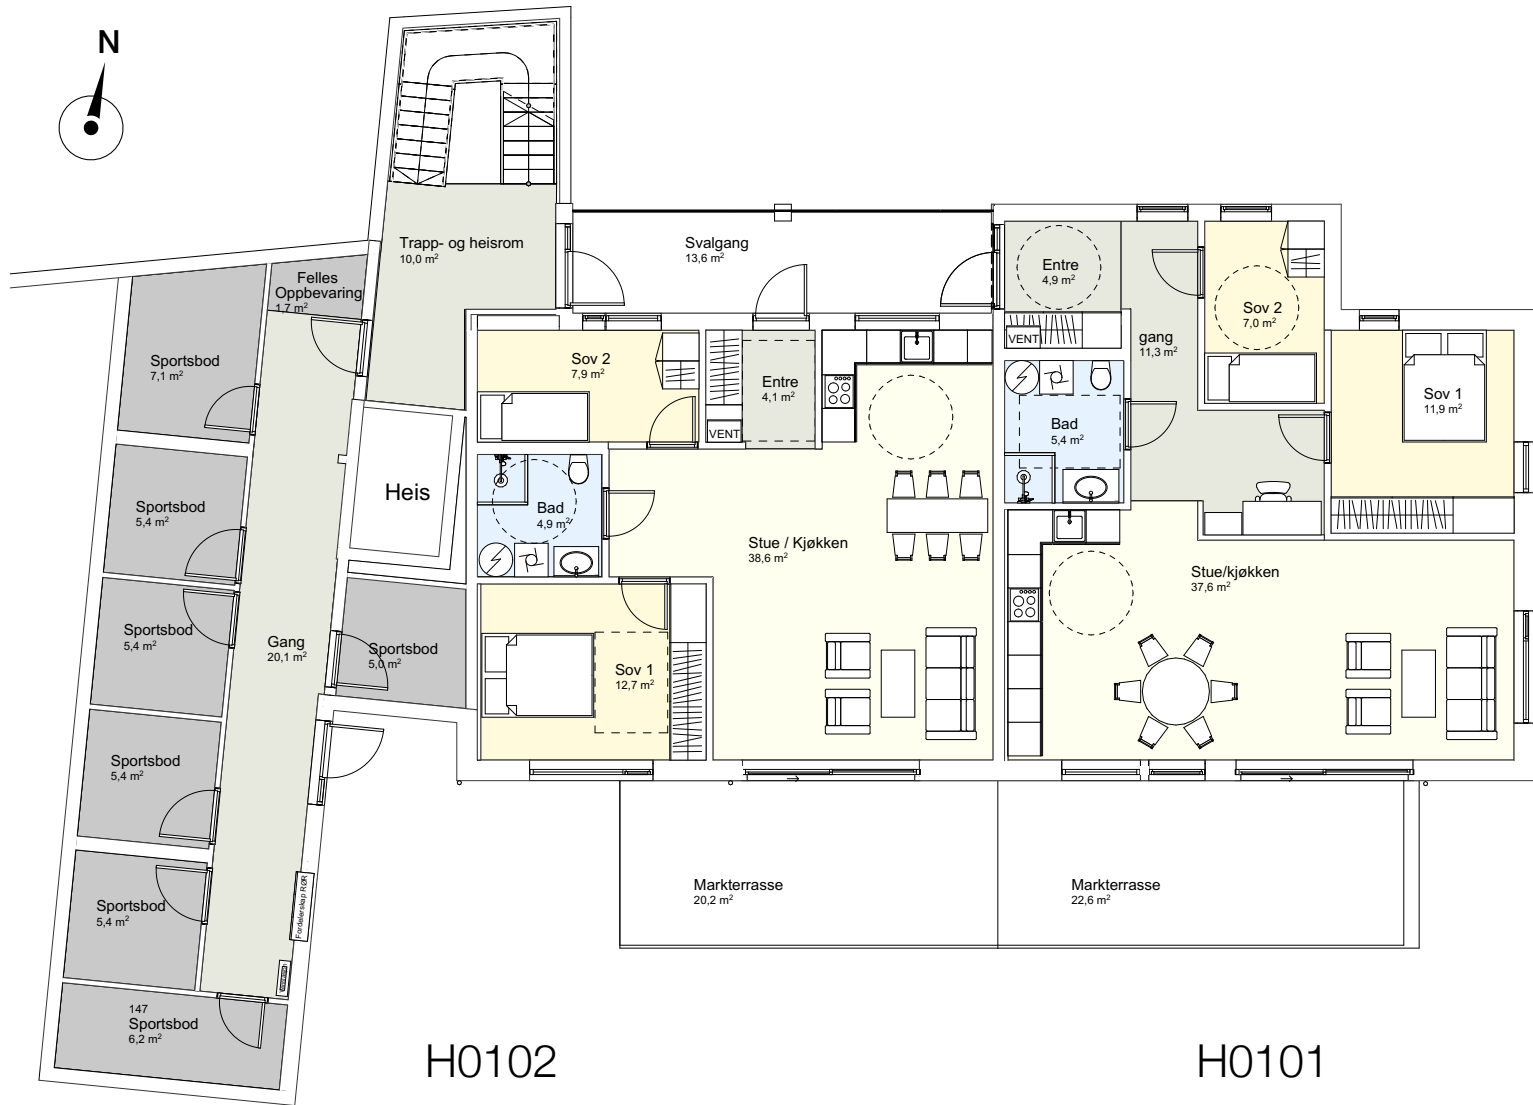 N
Trapp- og heisrom
10,0 m²
Svalgang
13,6 m²
Felles
Oppbevaring
1,7 m²
Sportsbod
7,1 m²
Sportsbod
5,4 m²
Sportsbod
5,4 m²
Sportsbod
5,4 m²
Sportsbod
5,4 m²
147
Sportsbod
6,2 m²
Gang
20,1 m²
Fordelerskap RØR
Heis
Sportsbod
5,0 m²
Sov 2
7,9 m²
VENT
Entre
4,1 m²
Bad
4,9 m²
Stue / Kjøkken
38,6 m²
Sov 1
12,7 m²
Markterrasse
20,2 m²
H0102
Entre
4,9 m²
VENT
gang
11,3 m²
Sov 2
7,0 m²
Sov 1
11,9 m²
Bad
5,4 m²
Stue/kjøkken
37,6 m²
Markterrasse
22,6 m²
H0101